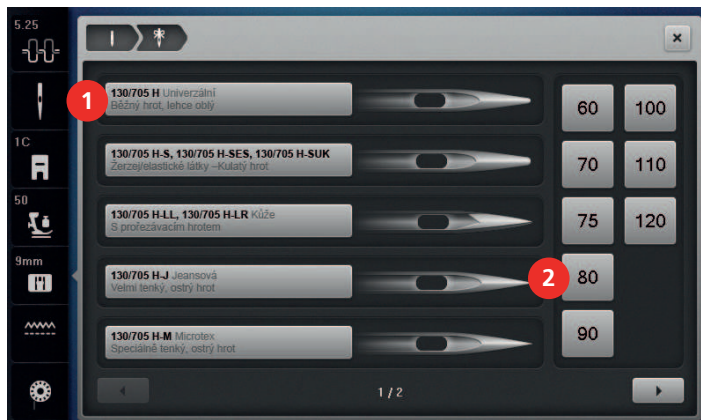 5.25
1C
50
9mm
1
130/705 H Univerzální
Běžný hrot, lehce oblý
130/705 H-S, 130/705 H-SES, 130/705 H-SUK
Žerzej/elastické látky –Kulatý hrot
130/705 H-LL, 130/705 H-LR Kůže
S prořezávacím hrotem
130/705 H-J Jeansová
Velmi tenký, ostrý hrot
130/705 H-M Microtex
Speciálně tenký, ostrý hrot
60 100
70 110
75 120
2 80
90
1 / 2